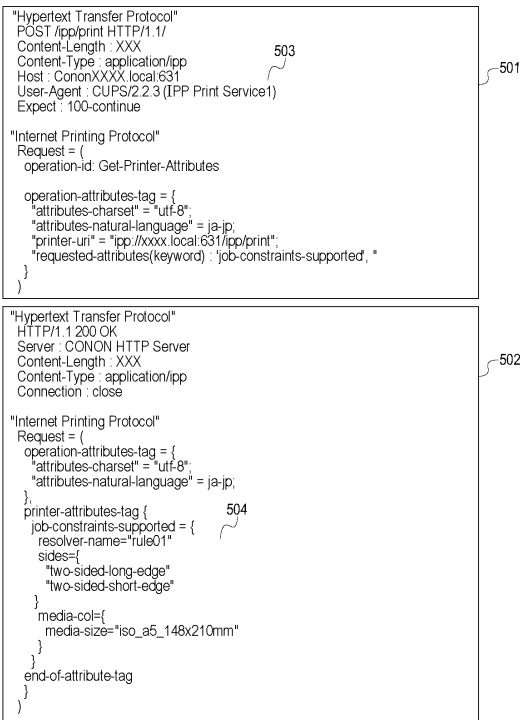 "Hypertext Transfer Protocol"
POST /ipp/print HTTP/1.1/
Content-Length : XXX
Content-Type : application/ipp
503
Host : CononXXXX.local:631
501
User-Agent : CUPS/2.2.3 (IPP Print Service1)
Expect : 100-continue
"Internet Printing Protocol"
Request = (
operation-id: Get-Printer-Attributes
operation-attributes-tag = {
"attributes-charset" = "utf-8";
"attributes-natural-language" = ja-jp;
"printer-uri" = "ipp://xxxx.local:631/ipp/print";
"requested-attributes(keyword) : 'job-constraints-supported', "
}
)
"Hypertext Transfer Protocol"
HTTP/1.1 200 OK
Server : CONON HTTP Server
Content-Length : XXX
502
Content-Type : application/ipp
Connection : close
"Internet Printing Protocol"
Request = (
operation-attributes-tag = {
"attributes-charset" = "utf-8";
"attributes-natural-language" = ja-jp;
},
printer-attributes-tag {
504
job-constraints-supported = {
resolver-name="rule01"
sides={
"two-sided-long-edge"
"two-sided-short-edge"
}
media-col={
media-size="iso_a5_148x210mm"
}
}
end-of-attribute-tag
}
)